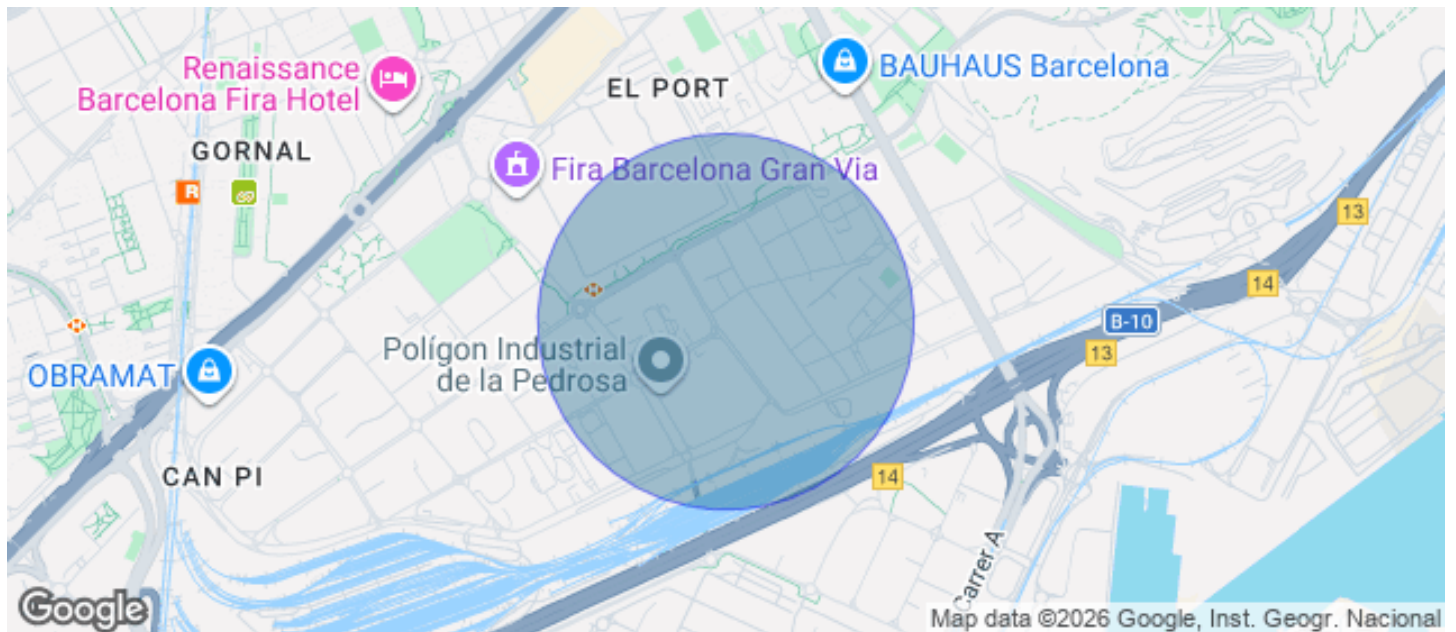 Renaissance
Barcelona Fira Hotel
EL PORT
BAUHAUS Barcelona
GORNAL
Fira Barcelona Gran Via
R
13
14
B-10
13
Polígon Industrial
de la Pedrosa
OBRAMAT
CAN PI
14
Carrer A
Google
Map data ©2026 Google, Inst. Geogr. Nacional